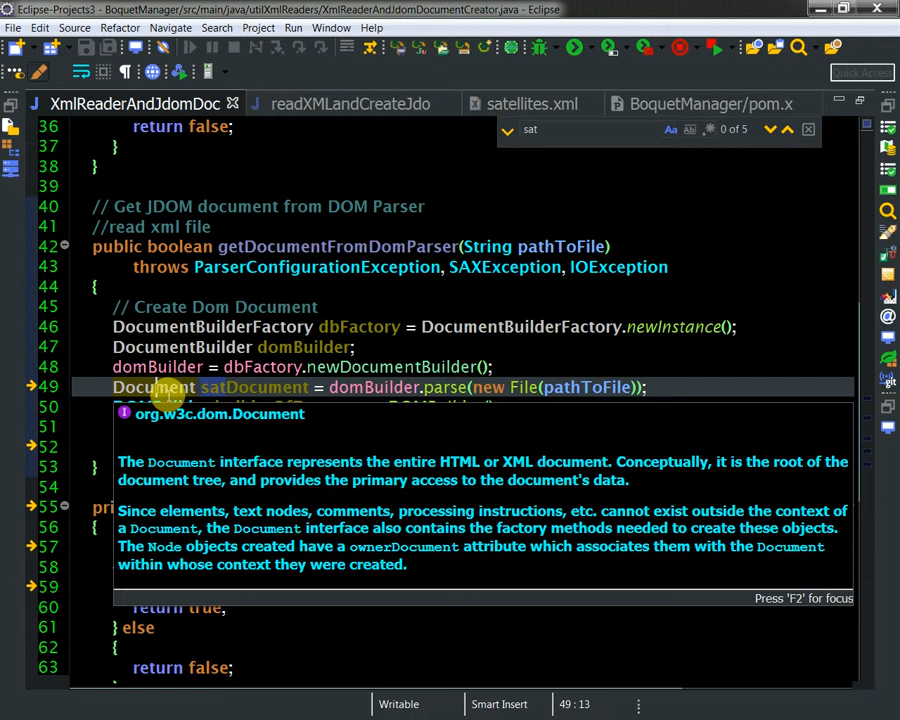 Eclipse-Projects3 - BoquetManager/src/main/java/utilXmlReaders/XmlReaderAndJdomDocumentCreator.java - Eclipse
File Edit Source Refactor Navigate Search Project Run Window Help
Quick Access
XmlReaderAndJdomDoc readXMLandCreateJdo satellites.xml BoquetManager/pom.x
sat Aa Ab 0 of 5
36 return false;
37 }
38 }
39
40 // Get JDOM document from DOM Parser
41 //read xml file
42 public boolean getDocumentFromDomParser(String pathToFile)
43 throws ParserConfigurationException, SAXException, IOException
44 {
45 // Create Dom Document
46 DocumentBuilderFactory dbFactory = DocumentBuilderFactory.newInstance();
47 DocumentBuilder domBuilder;
48 domBuilder = dbFactory.newDocumentBuilder();
49 Document satDocument = domBuilder.parse(new File(pathToFile));
50
org.w3c.dom.Document
51
The Document interface represents the entire HTML or XML document. Conceptually, it is the root of the
52
document tree, and provides the primary access to the document's data.
53 }
54
Since elements, text nodes, comments, processing instructions, etc. cannot exist outside the context of
55 pri
a Document, the Document interface also contains the factory methods needed to create these objects.
56 {
57
The Node objects created have a ownerDocument attribute which associates them with the Document
58
within whose context they were created.
59
Press 'F2' for focus
60 return true;
61 } else
62 {
63 return false;
Writable Smart Insert 49 : 13